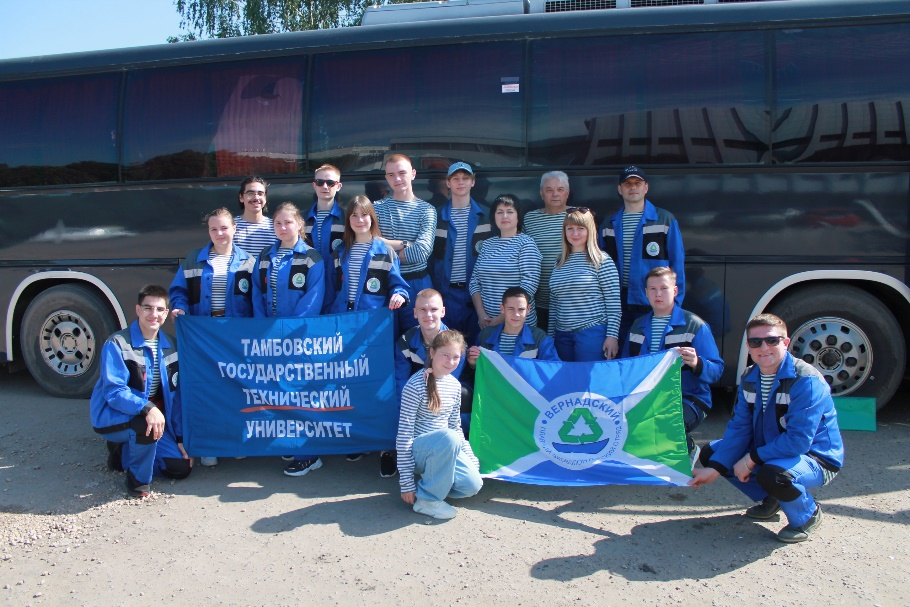 ТАМБОВСКИЙ
ГОСУДАРСТВЕННЫЙ
ТЕХНИЧЕСКИЙ
УНИВЕРСИТЕТ
ВЕРНАДСКИЙ